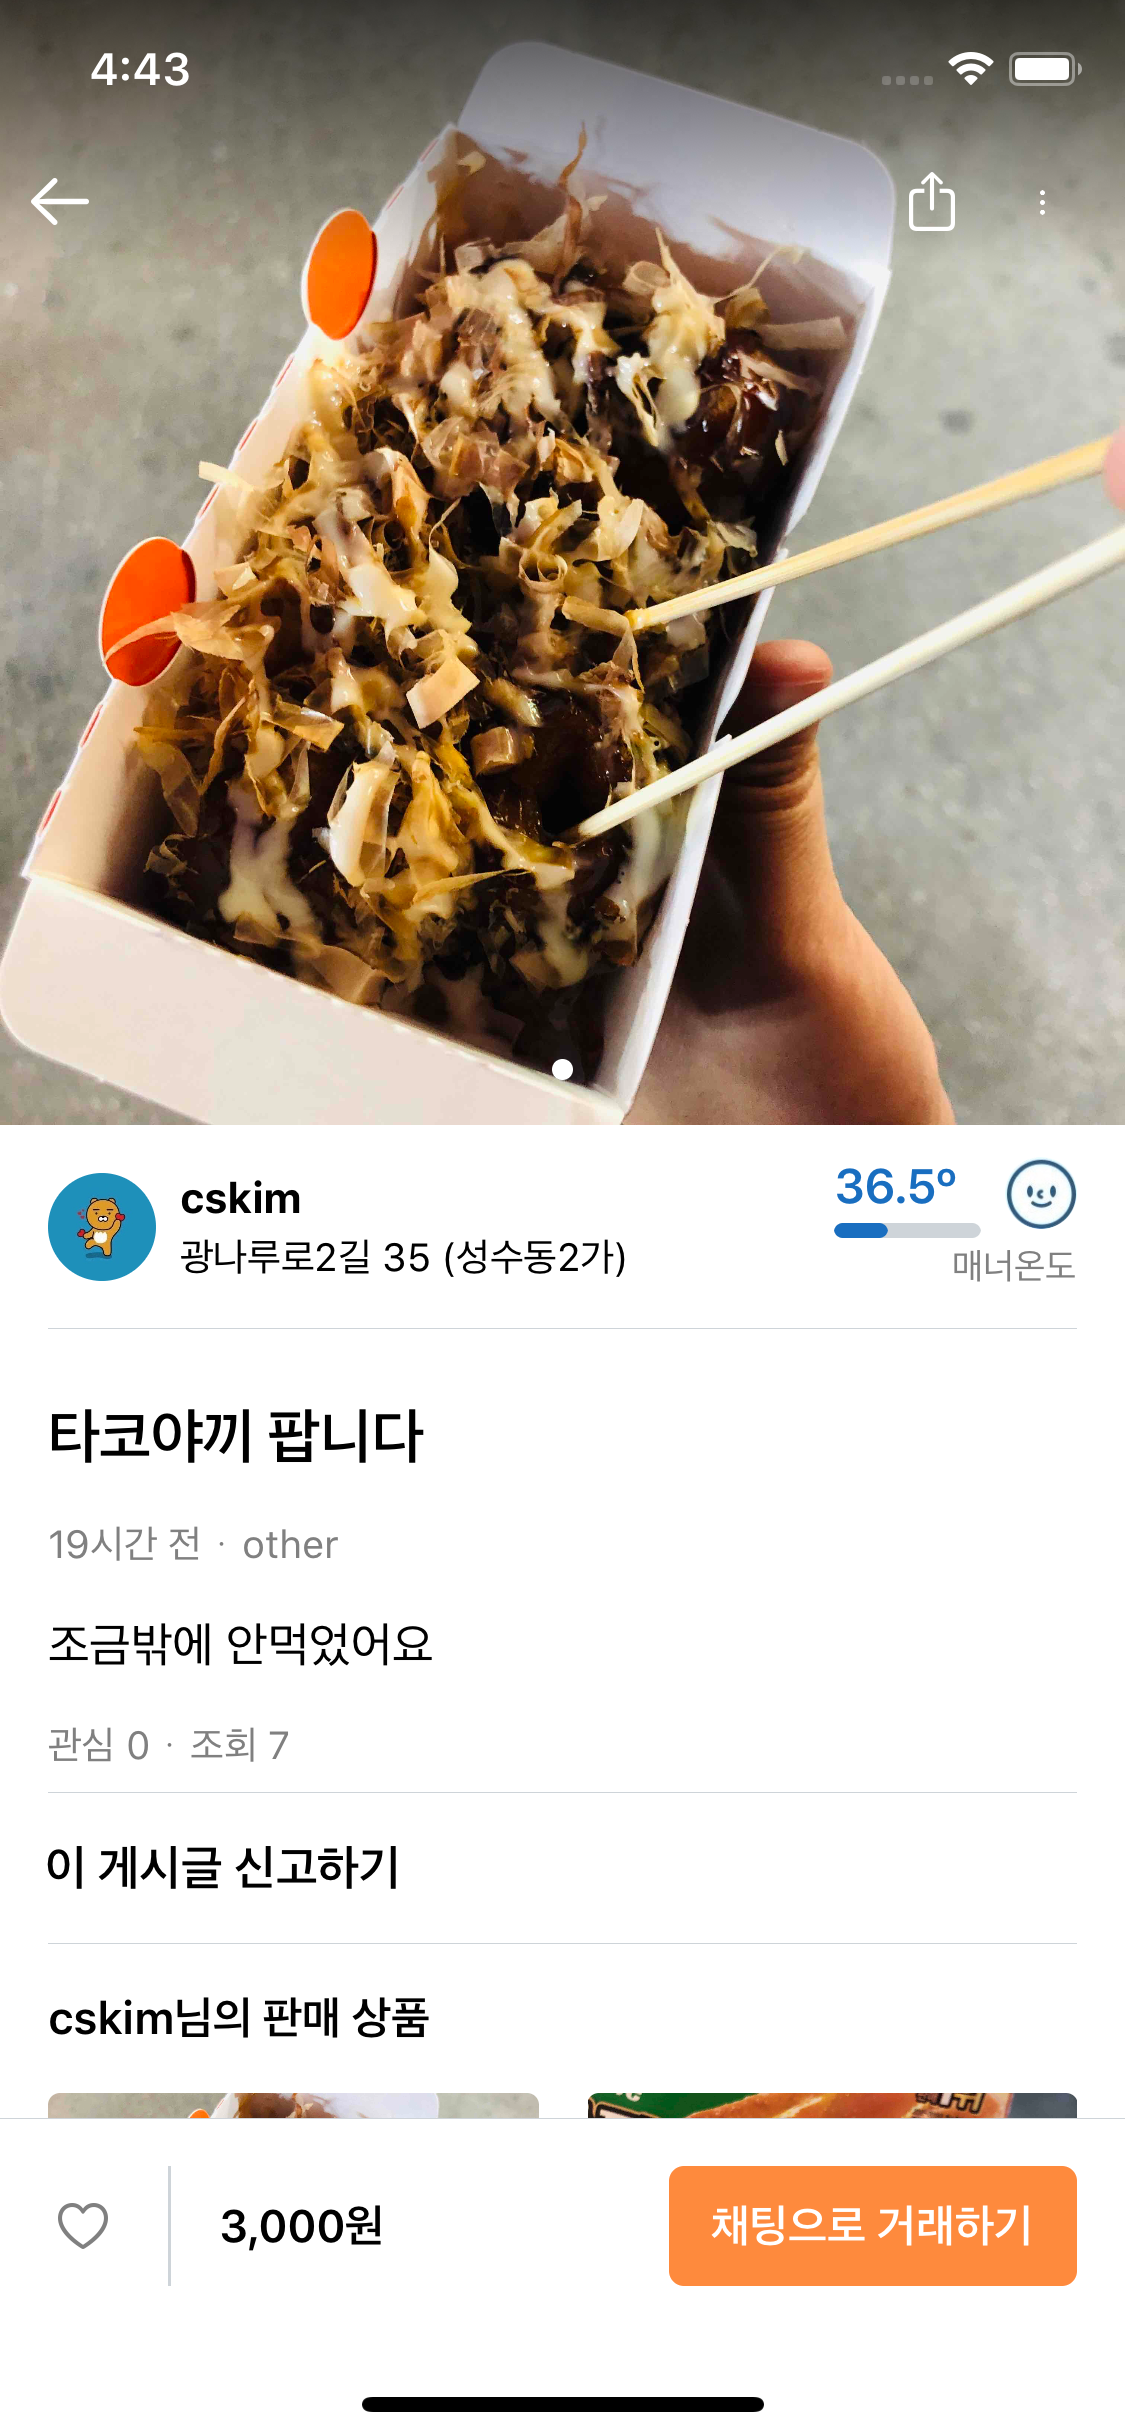 4:43
cskim
광나루로2길 35 (성수동2가)
36.5º
매너온도
타코야끼 팝니다
19시간 전 · other
조금밖에 안먹었어요
관심 0 · 조회 7
이 게시글 신고하기
cskim님의 판매 상품
3,000원
채팅으로 거래하기